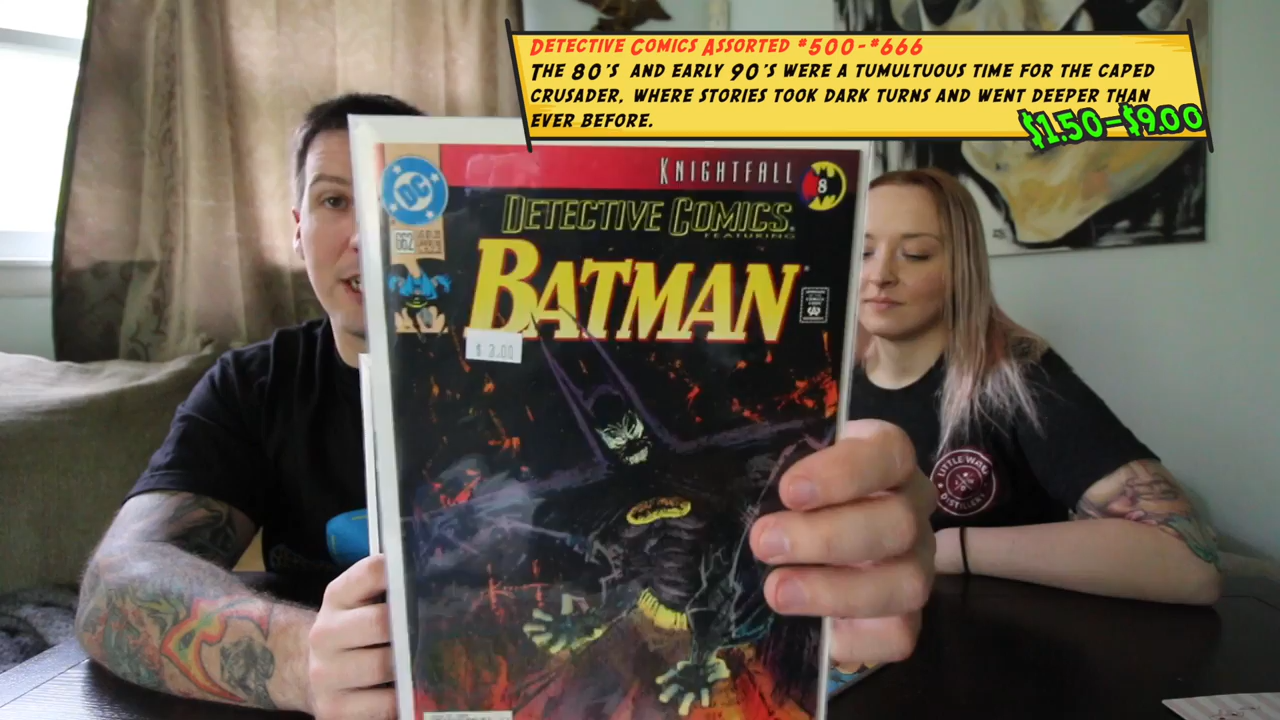 Detective Comics Assorted #500-#666
The 80's and early 90's were a tumultuous time for the caped
crusader, where stories took dark turns and went deeper than
ever before.
$1.50-$9.00
KNIGHTFALL
8
DC
DETECTIVE COMICS
FEATURING
662
BATMAN
$ 3.00
LITTLE WAG
DISTILLERY